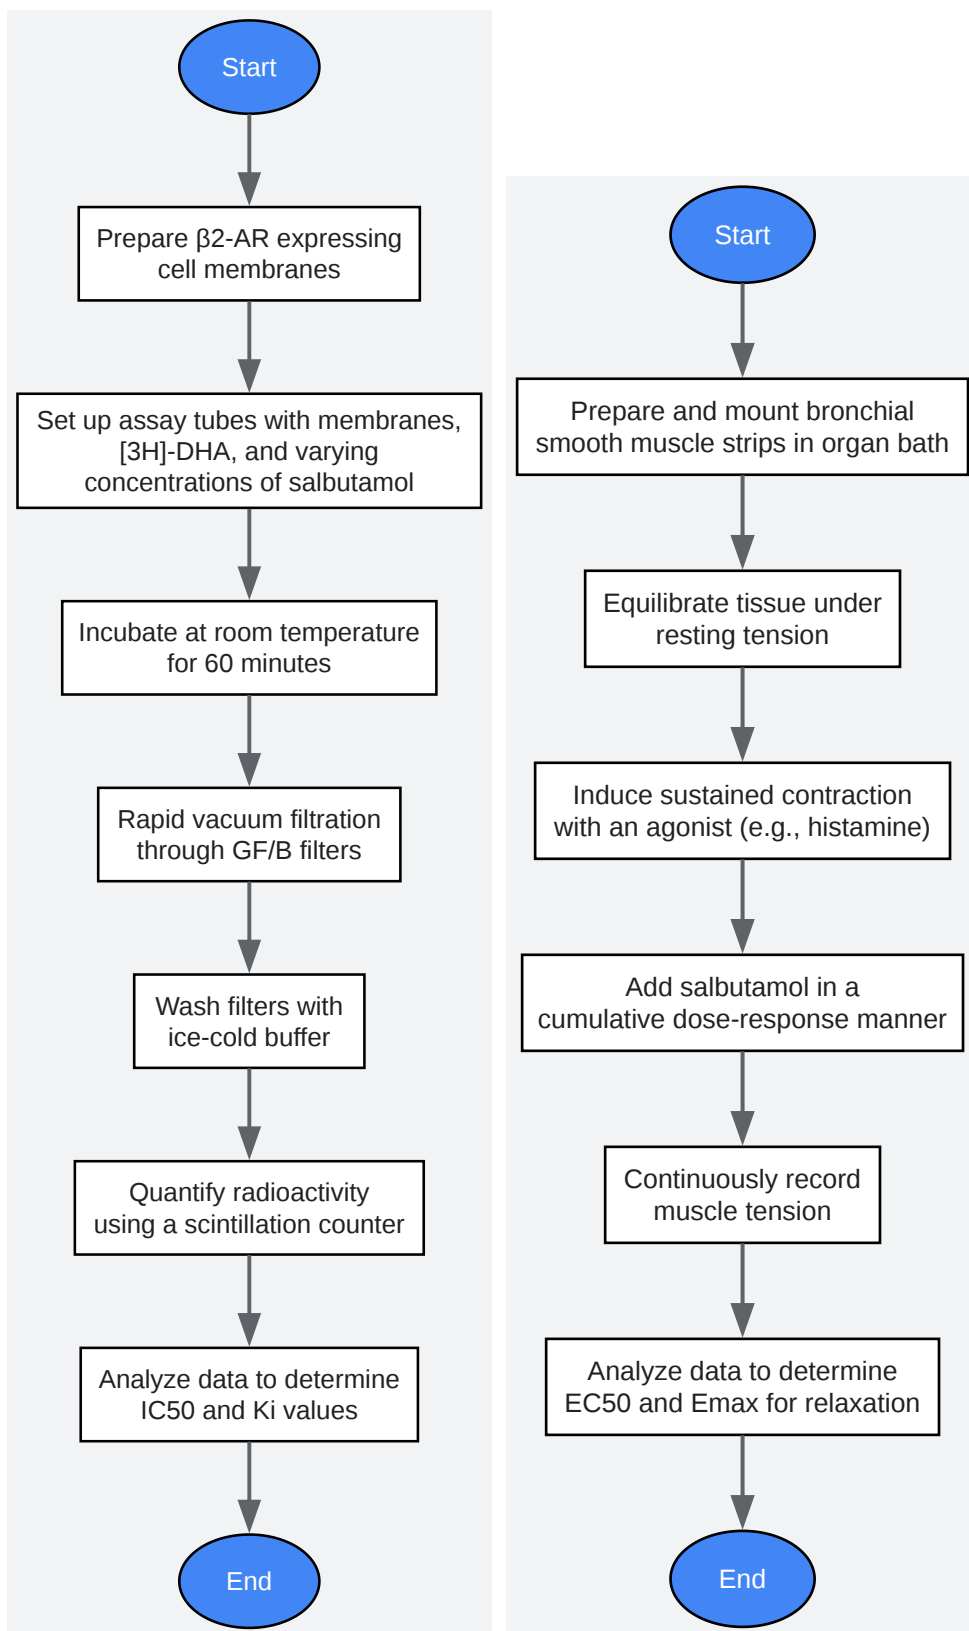 Start
Prepare β2-AR expressing
cell membranes
Set up assay tubes with membranes,
[3H]-DHA, and varying
concentrations of salbutamol
Incubate at room temperature
for 60 minutes
Rapid vacuum filtration
through GF/B filters
Wash filters with
ice-cold buffer
Quantify radioactivity
using a scintillation counter
Analyze data to determine
IC50 and Ki values
End
Start
Prepare and mount bronchial
smooth muscle strips in organ bath
Equilibrate tissue under
resting tension
Induce sustained contraction
with an agonist (e.g., histamine)
Add salbutamol in a
cumulative dose-response manner
Continuously record
muscle tension
Analyze data to determine
EC50 and Emax for relaxation
End